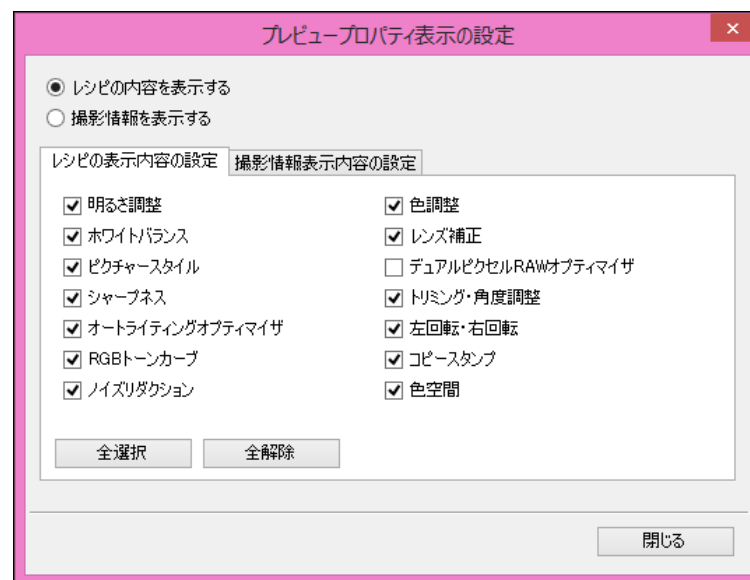 プレビュープロパティ表示の設定
レシピの内容を表示する
撮影情報を表示する
レシピの表示内容の設定 撮影情報表示内容の設定
明るさ調整 色調整
ホワイトバランス レンズ補正
ピクチャースタイル デュアルピクセルRAWオプティマイザ
シャープネス トリミング・角度調整
オートライティングオプティマイザ 左回転・右回転
RGBトーンカーブ コピースタンプ
ノイズリダクション 色空間
全選択 全解除
閉じる